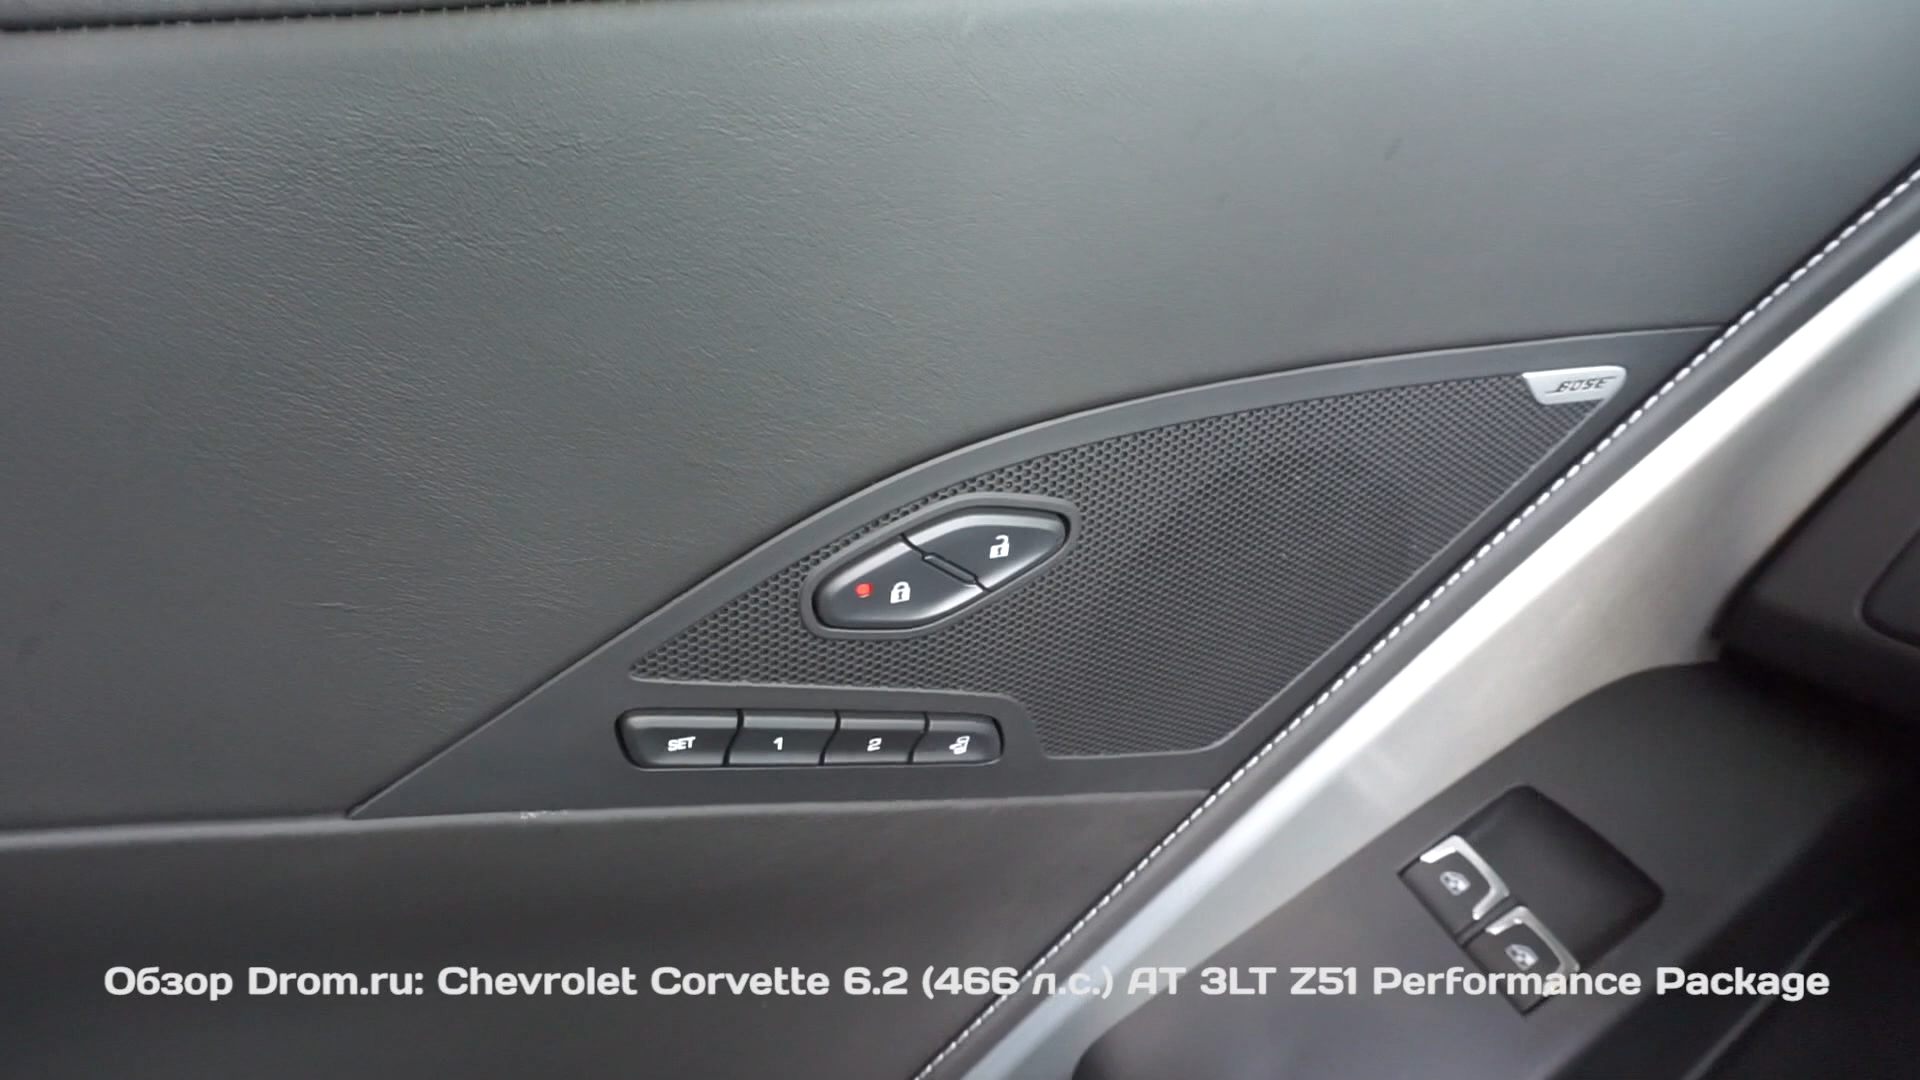 BOSE
SET 1 2
Обзор Drom.ru: Chevrolet Corvette 6.2 (466 л.с.) AT 3LT Z51 Performance Package